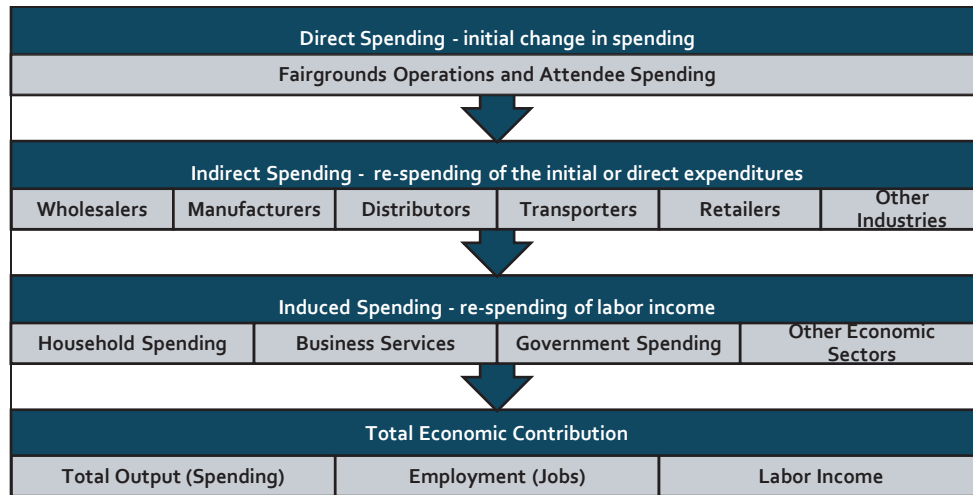 Direct Spending - initial change in spending
Fairgrounds Operations and Attendee Spending
Indirect Spending - re-spending of the initial or direct expenditures
Wholesalers
Manufacturers
Distributors
Transporters
Retailers
Other
Industries
Induced Spending - re-spending of labor income
Household Spending
Business Services
Government Spending
Other Economic
Sectors
Total Economic Contribution
Total Output (Spending)
Employment (Jobs)
Labor Income